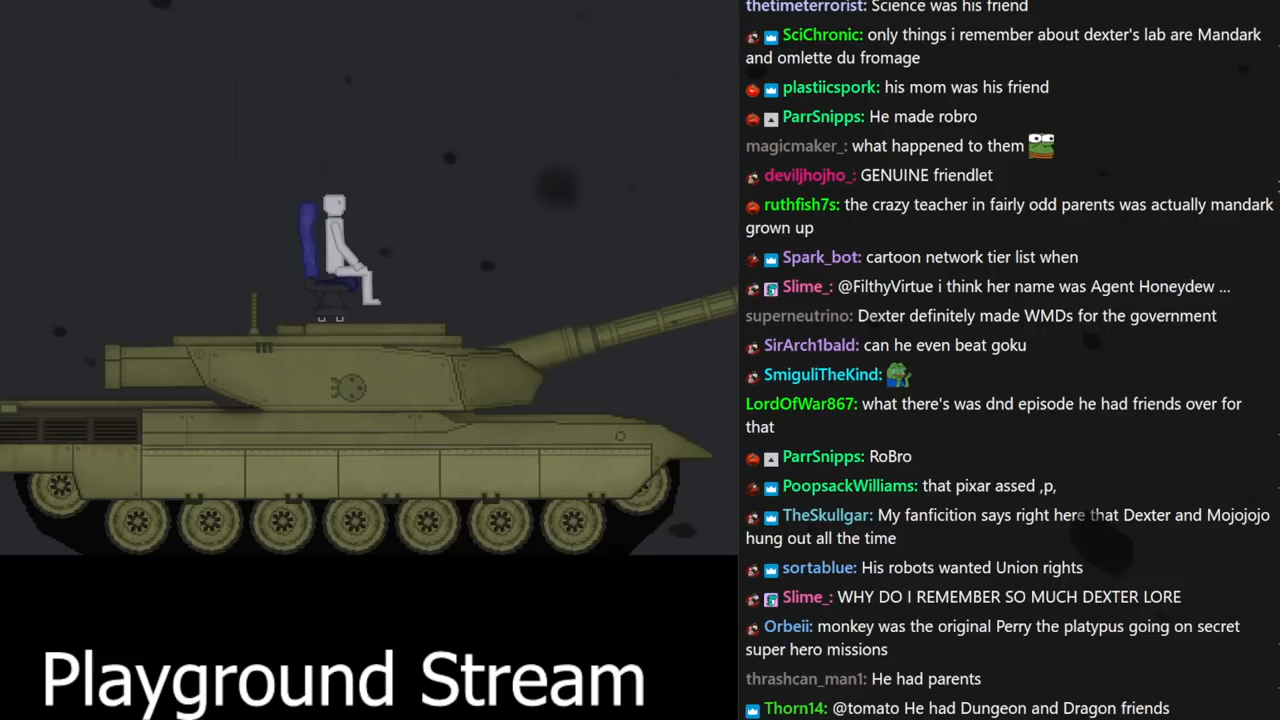 thetimeterrorist: Science was his friend
SciChronic: only things i remember about dexter's lab are Mandark
and omlette du fromage
plastiicspork: his mom was his friend
ParrSnipps: He made robro
magicmaker_: what happened to them
deviljhojho_: GENUINE friendlet
ruthfish7s: the crazy teacher in fairly odd parents was actually mandark
grown up
Spark_bot: cartoon network tier list when
Slime_: @FilthyVirtue i think her name was Agent Honeydew ...
superneutrino: Dexter definitely made WMDs for the government
SirArch1bald: can he even beat goku
SmiguliTheKind:
LordOfWar867: what there's was dnd episode he had friends over for
that
ParrSnipps: RoBro
PoopsackWilliams: that pixar assed ,p,
TheSkullgar: My fanficition says right here that Dexter and Mojojojo
hung out all the time
sortablue: His robots wanted Union rights
Slime_: WHY DO I REMEMBER SO MUCH DEXTER LORE
Orbeii: monkey was the original Perry the platypus going on secret
super hero missions
thrashcan_man1: He had parents
Thorn14: @tomato He had Dungeon and Dragon friends
Playground Stream